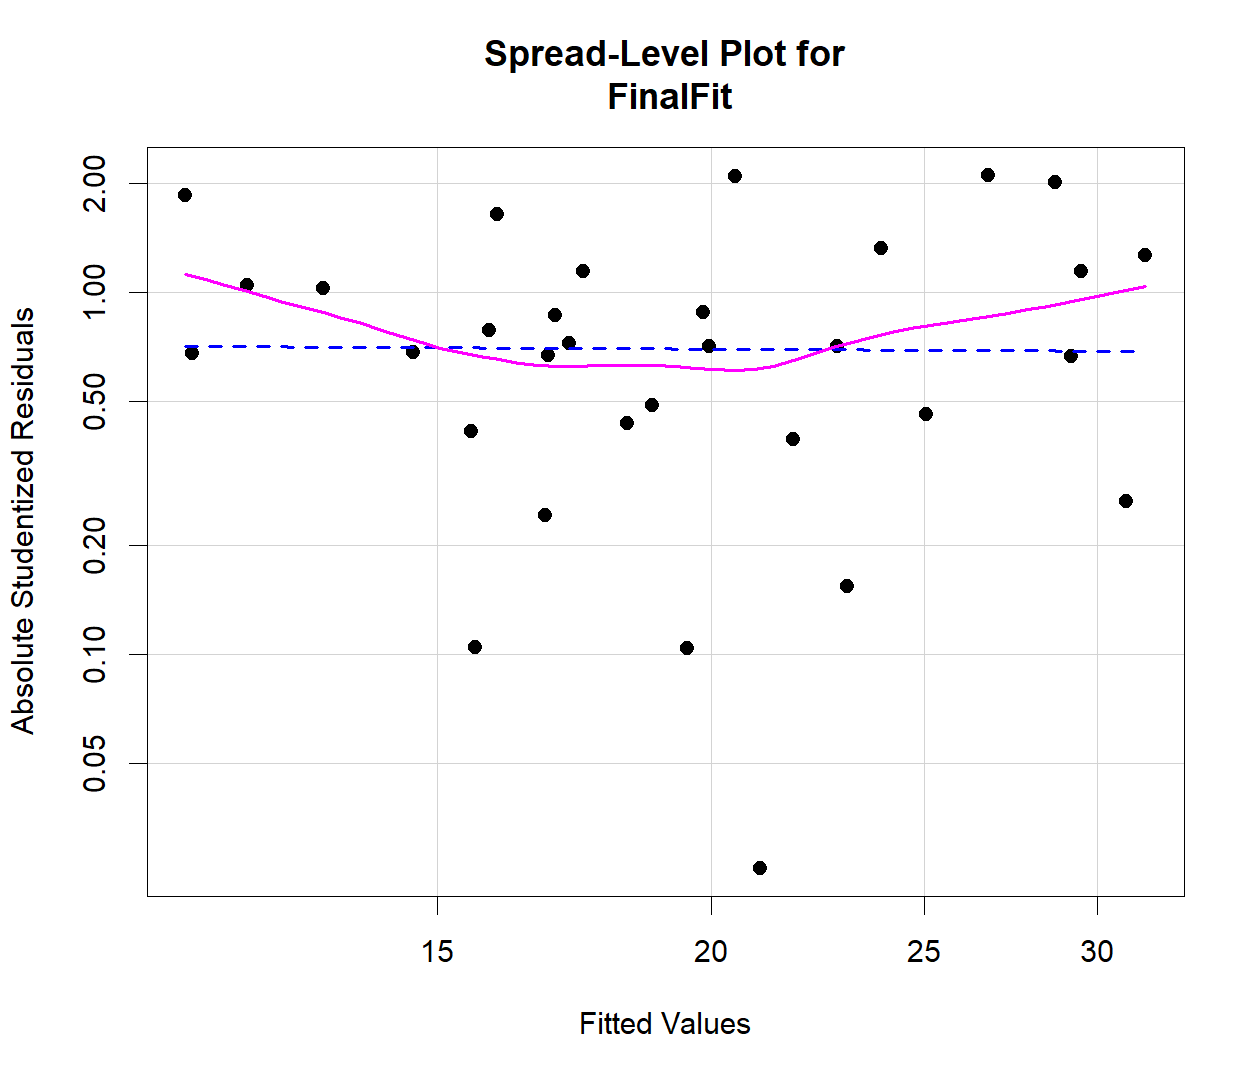 Spread-Level Plot for
FinalFit
Absolute Studentized Residuals
2.00
1.00
0.50
0.20
0.10
0.05
15 20 25 30
Fitted Values